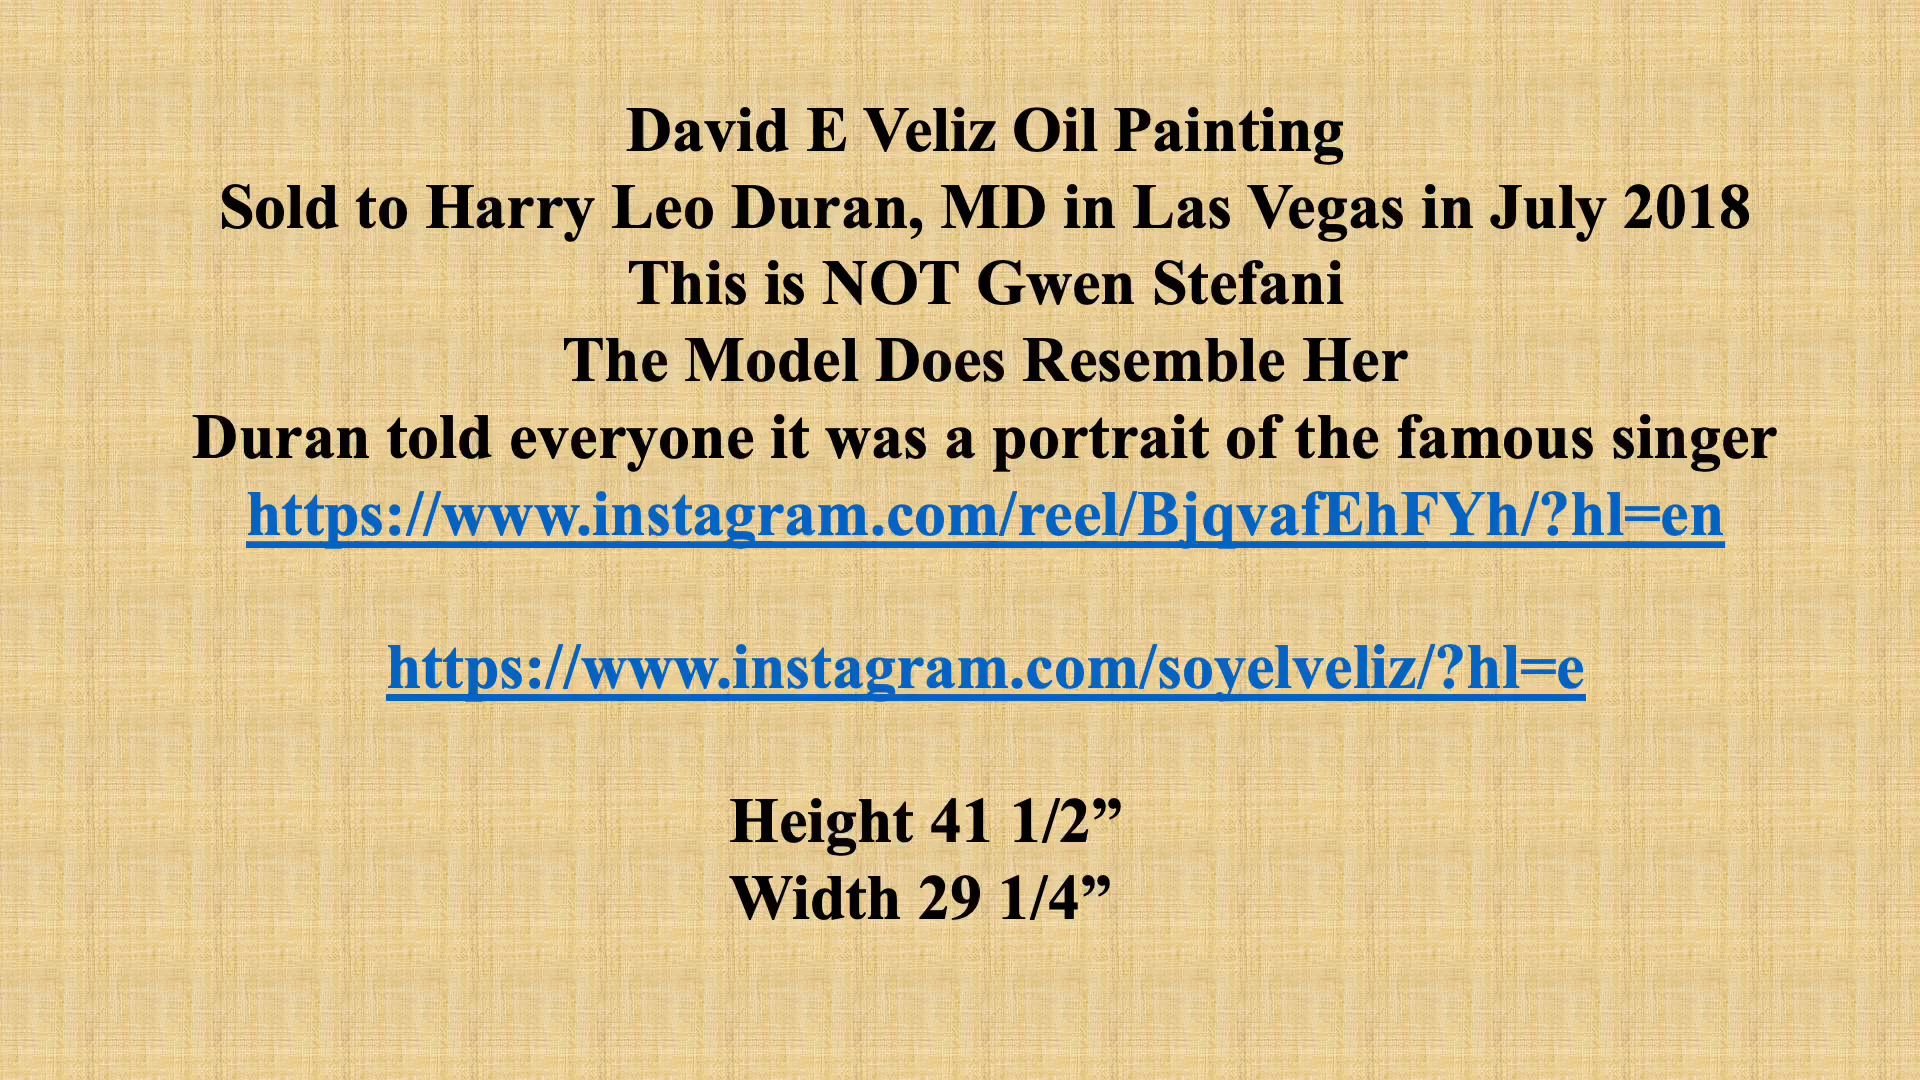 David E Veliz Oil Painting
Sold to Harry Leo Duran, MD in Las Vegas in July 2018
This is NOT Gwen Stefani
The Model Does Resemble Her
Duran told everyone it was a portrait of the famous singer
https://www.instagram.com/reel/BjqvafEhFYh/?hl=en
https://www.instagram.com/soyelveliz/?hl=e
Height 41 1/2”
Width 29 1/4”